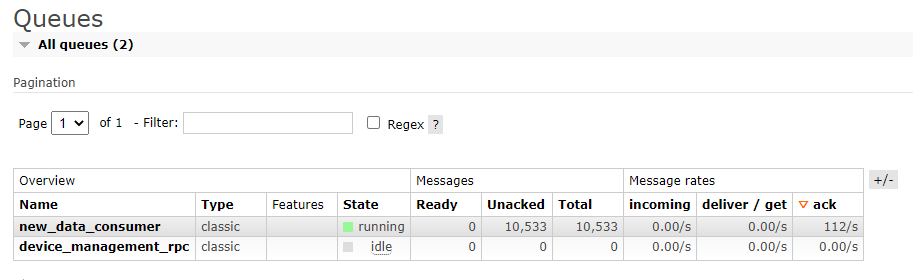 Queues
All queues (2)
Pagination
Page 1 of 1 - Filter: Regex ?
Overview Messages Message rates +/-
Name Type Features State Ready Unacked Total incoming deliver / get ack
new_data_consumer classic running 0 10,533 10,533 0.00/s 0.00/s 112/s
device_management_rpc classic idle 0 0 0 0.00/s 0.00/s 0.00/s